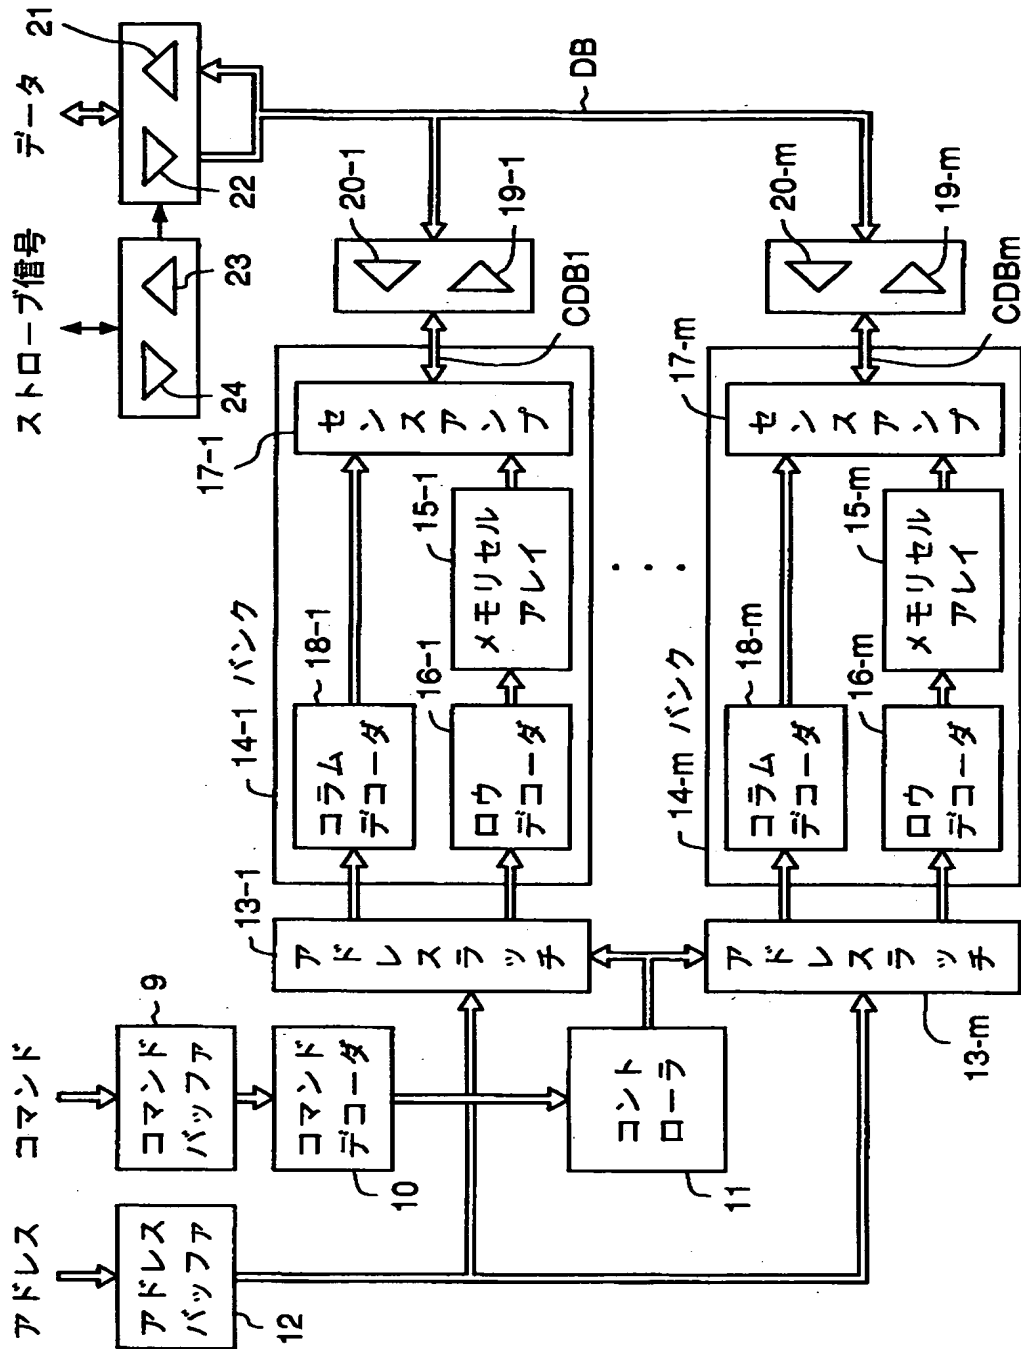 アドレス
コマンド
ストローブ信号
データ
アドレス
バッファ
12
コマンド
バッファ
9
コマンド
デコーダ
10
コント
ローラ
11
24
23
22
21
アドレスラッチ
13-1
14-1 バンク
コラム
デコーダ
18-1
ロウ
デコーダ
16-1
メモリセル
アレイ
15-1
センスアンプ
17-1
CDB1
20-1
19-1
DB
・・・
アドレスラッチ
13-m
14-m バンク
コラム
デコーダ
18-m
ロウ
デコーダ
16-m
メモリセル
アレイ
15-m
センスアンプ
17-m
CDBm
20-m
19-m